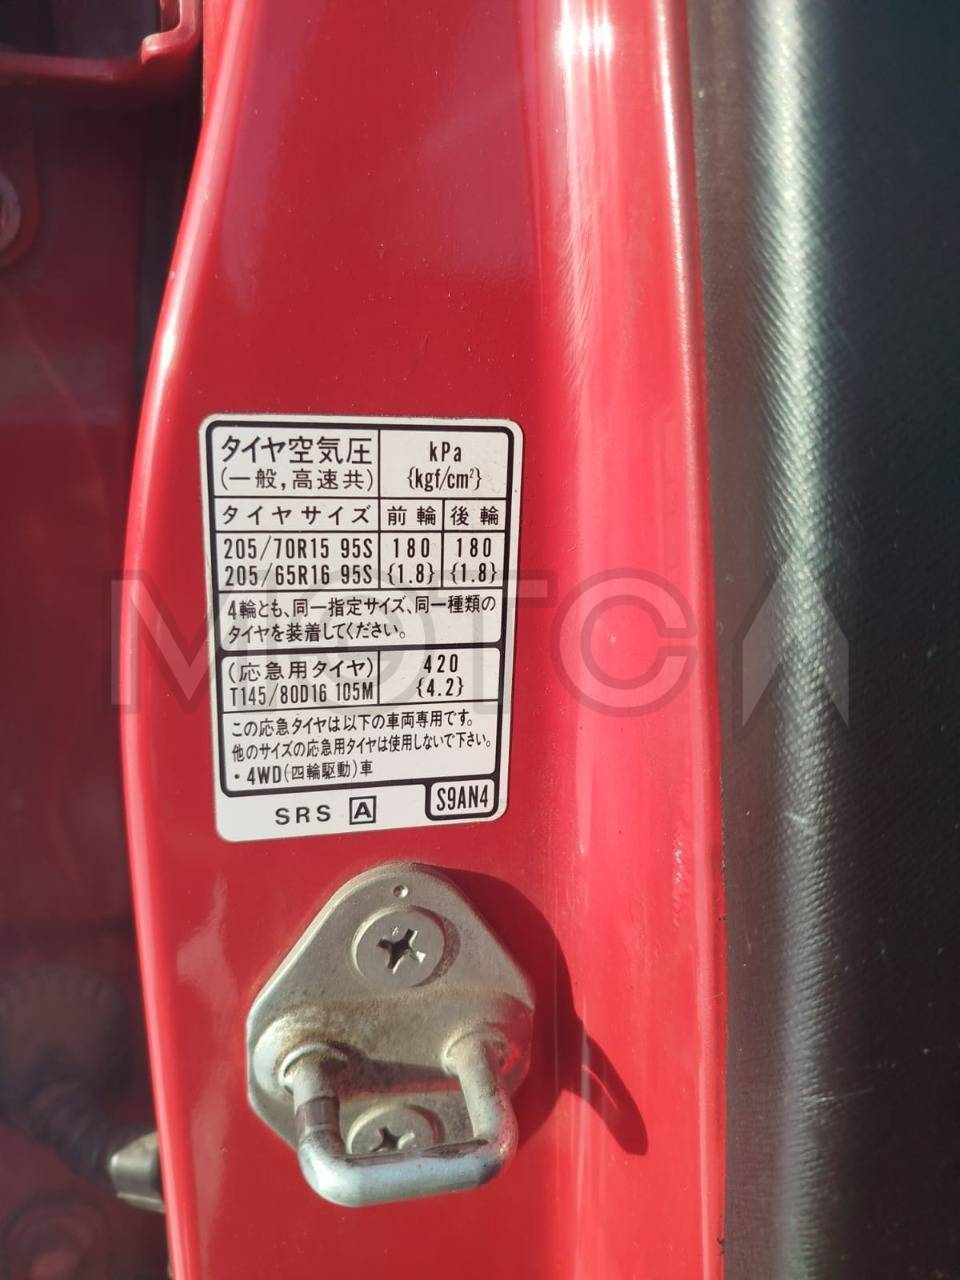 タイヤ空気圧 kPa
(一般,高速共) {kgf/cm²}
タイヤサイズ 前輪 後輪
205/70R15 95S 180 180
205/65R16 95S {1.8} {1.8}
4輪とも、同一指定サイズ、同一種類の
タイヤを装着してください。
(応急用タイヤ) 420
T145/80D16 105M {4.2}
この応急タイヤは以下の車両専用です。
他のサイズの応急用タイヤは使用しないで下さい。
・4WD(四輪駆動)車
SRS A S9AN4
MOTCA